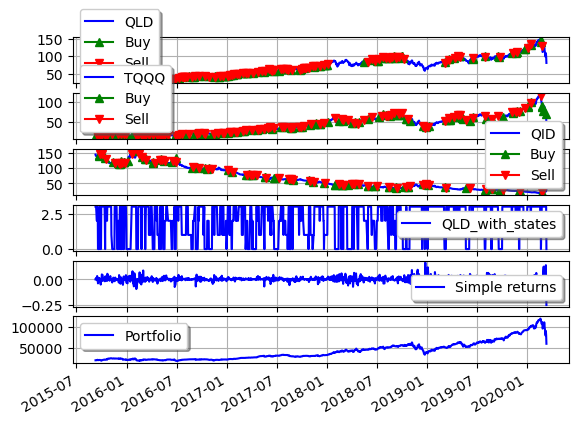 QLD
Buy
Sell
150
100
50
TQQQ
Buy
Sell
100
50
QID
Buy
Sell
150
100
50
QLD_with_states
2.5
0.0
Simple returns
0.00
−0.25
Portfolio
100000
50000
2015-07
2016-01
2016-07
2017-01
2017-07
2018-01
2018-07
2019-01
2019-07
2020-01